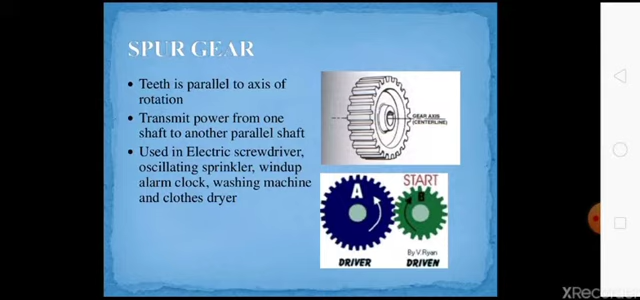 SPUR GEAR
• Teeth is parallel to axis of
rotation
• Transmit power from one
shaft to another parallel shaft
• Used in Electric screwdriver,
oscillating sprinkler, windup
alarm clock, washing machine
and clothes dryer
GEAR AXIS
(CENTERLINE)
START
A
B
By V.Ryan
DRIVER
DRIVEN
XRecorder